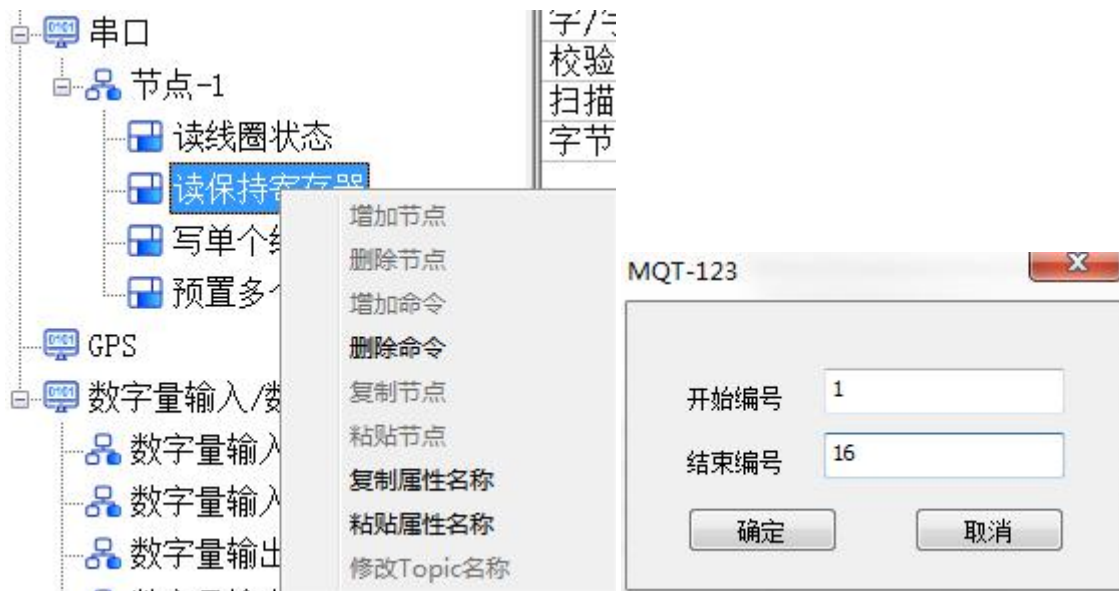 串口
节点-1
读线圈状态
读保持寄存器
写单个
预置多
GPS
数字量输入/
数字量输入
数字量输入
数字量输出
字/
校验
扫描
字节
增加节点
删除节点
增加命令
删除命令
复制节点
粘贴节点
复制属性名称
粘贴属性名称
修改Topic名称
MQT-123
开始编号
1
结束编号
16
确定
取消